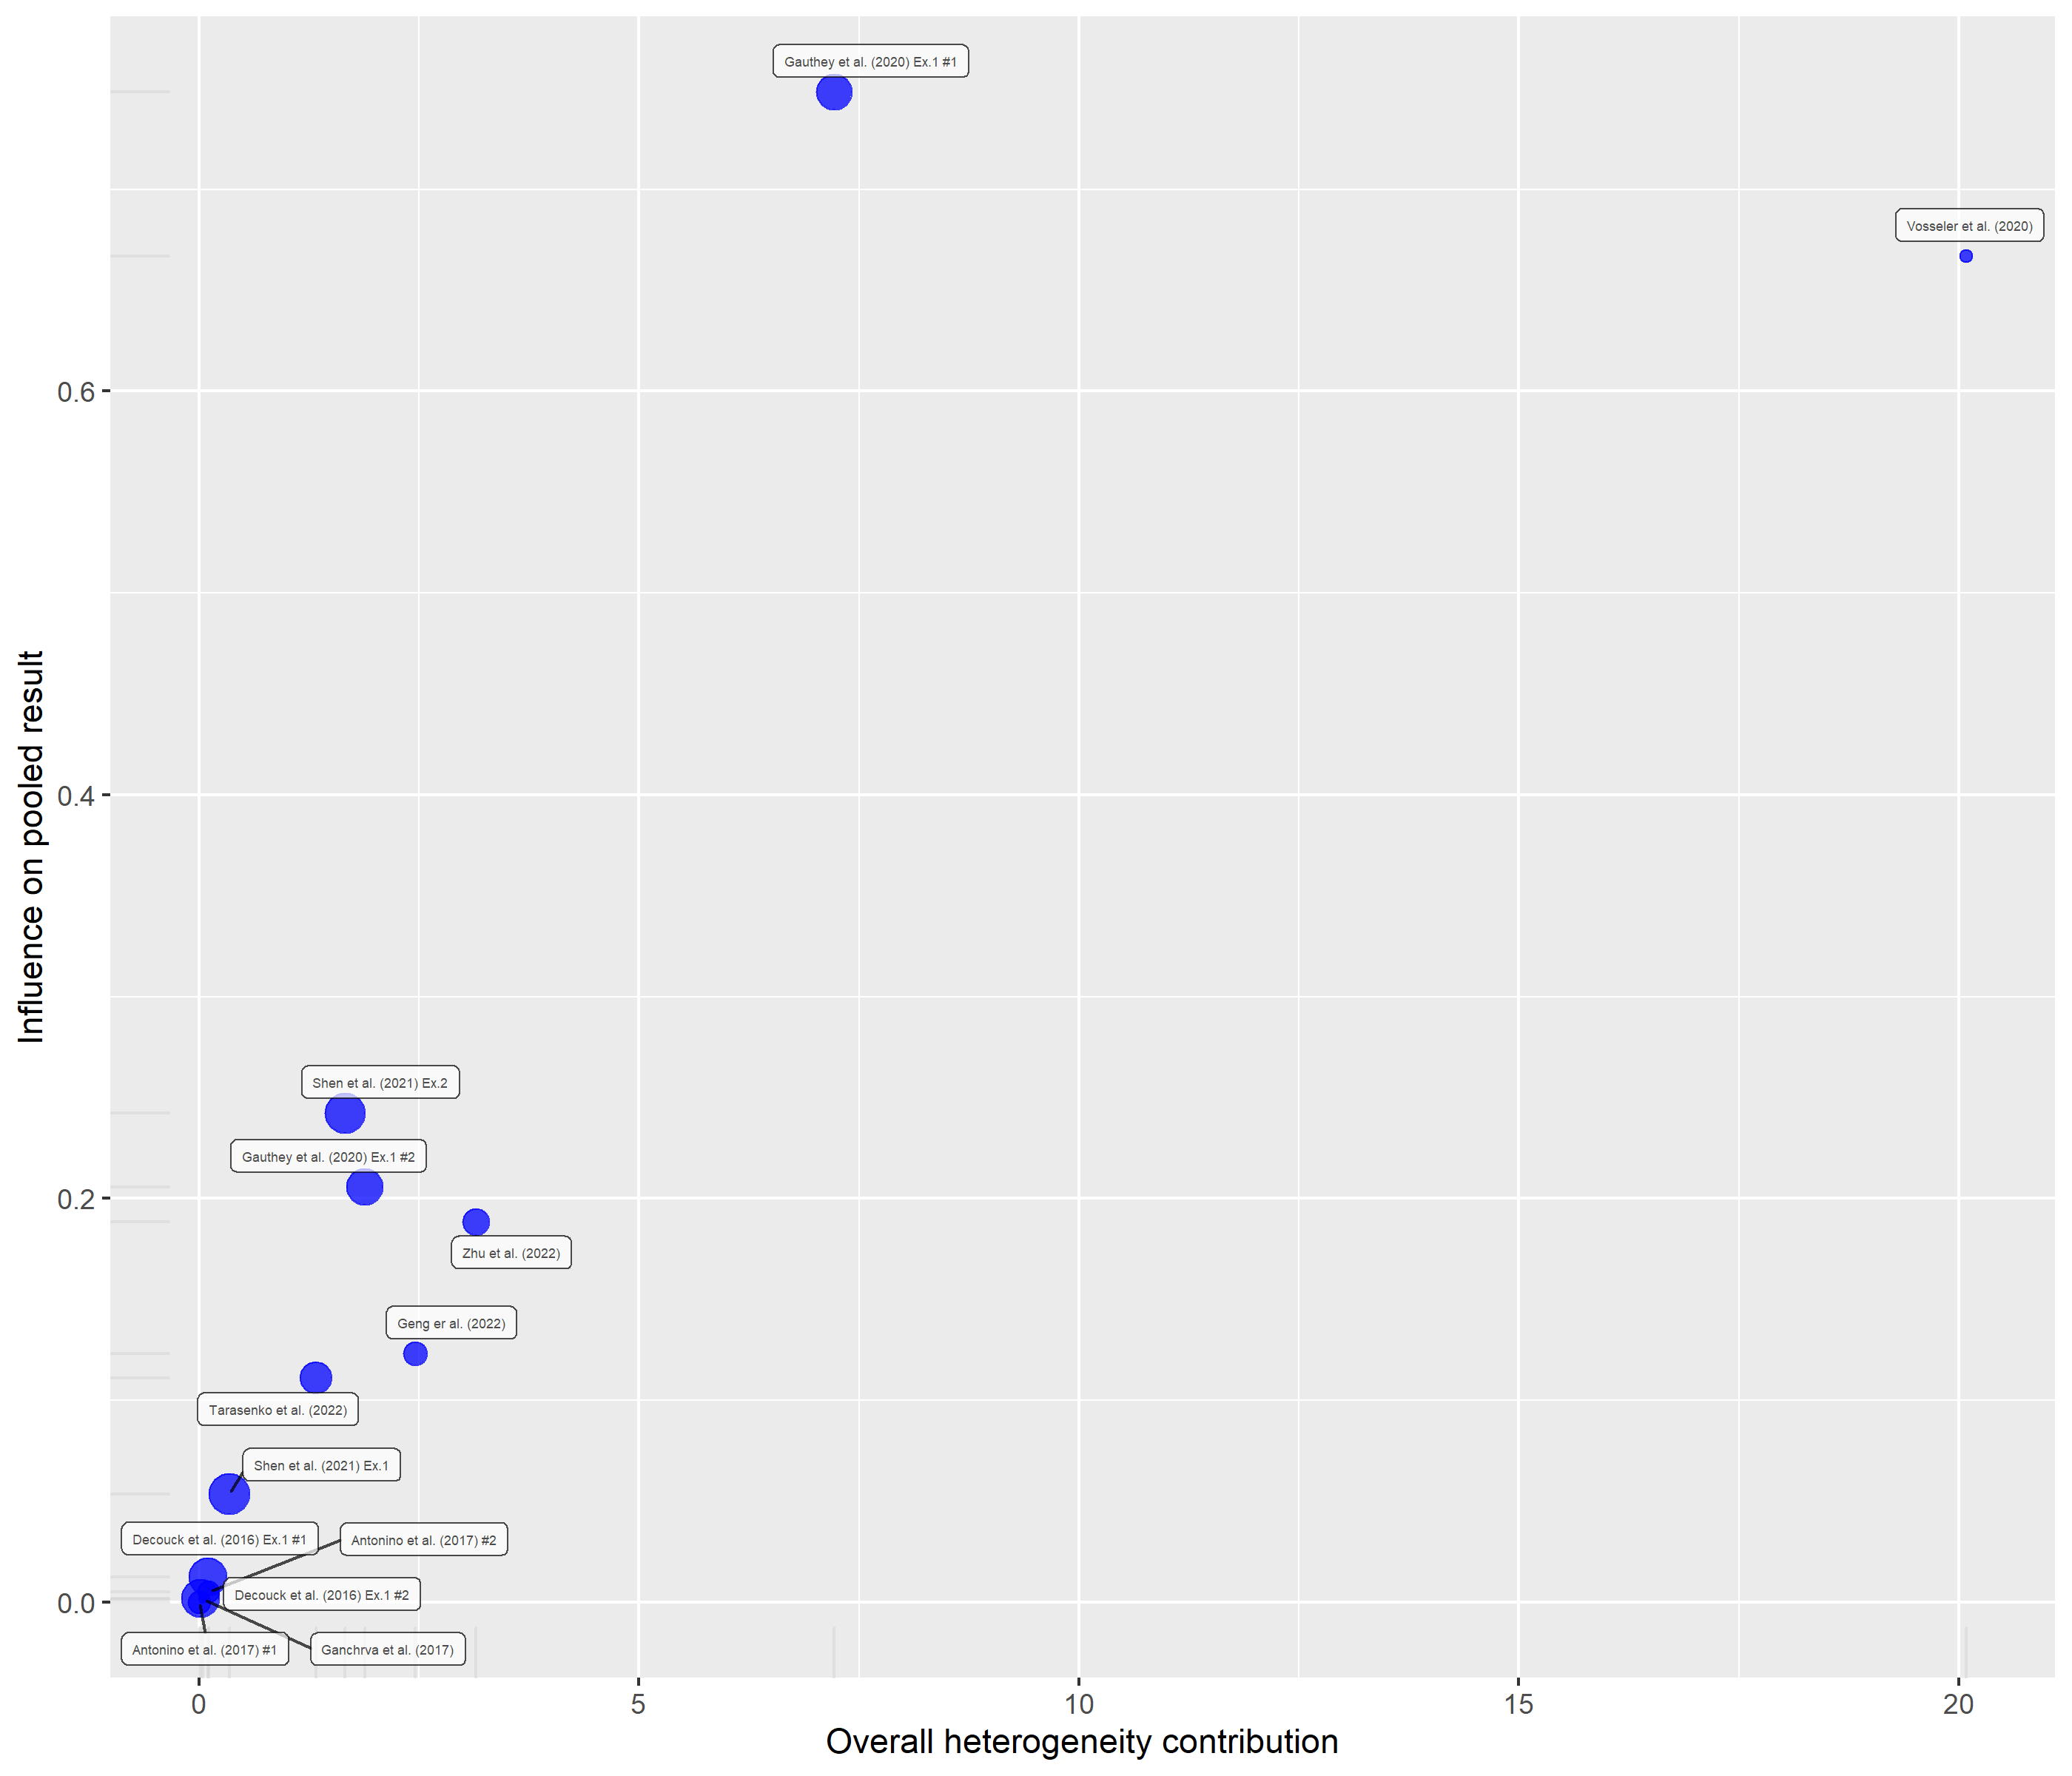 Gauthey et al. (2020) Ex.1 #1
Vosseler et al. (2020)
0.6
Influence on pooled result
0.4
Shen et al. (2021) Ex.2
Gauthey et al. (2020) Ex.1 #2
0.2
Zhu et al. (2022)
Geng er al. (2022)
Tarasenko et al. (2022)
Shen et al. (2021) Ex.1
Decouck et al. (2016) Ex.1 #1
Antonino et al. (2017) #2
Decouck et al. (2016) Ex.1 #2
0.0
Antonino et al. (2017) #1
Ganchrva et al. (2017)
0 5 10 15 20
Overall heterogeneity contribution